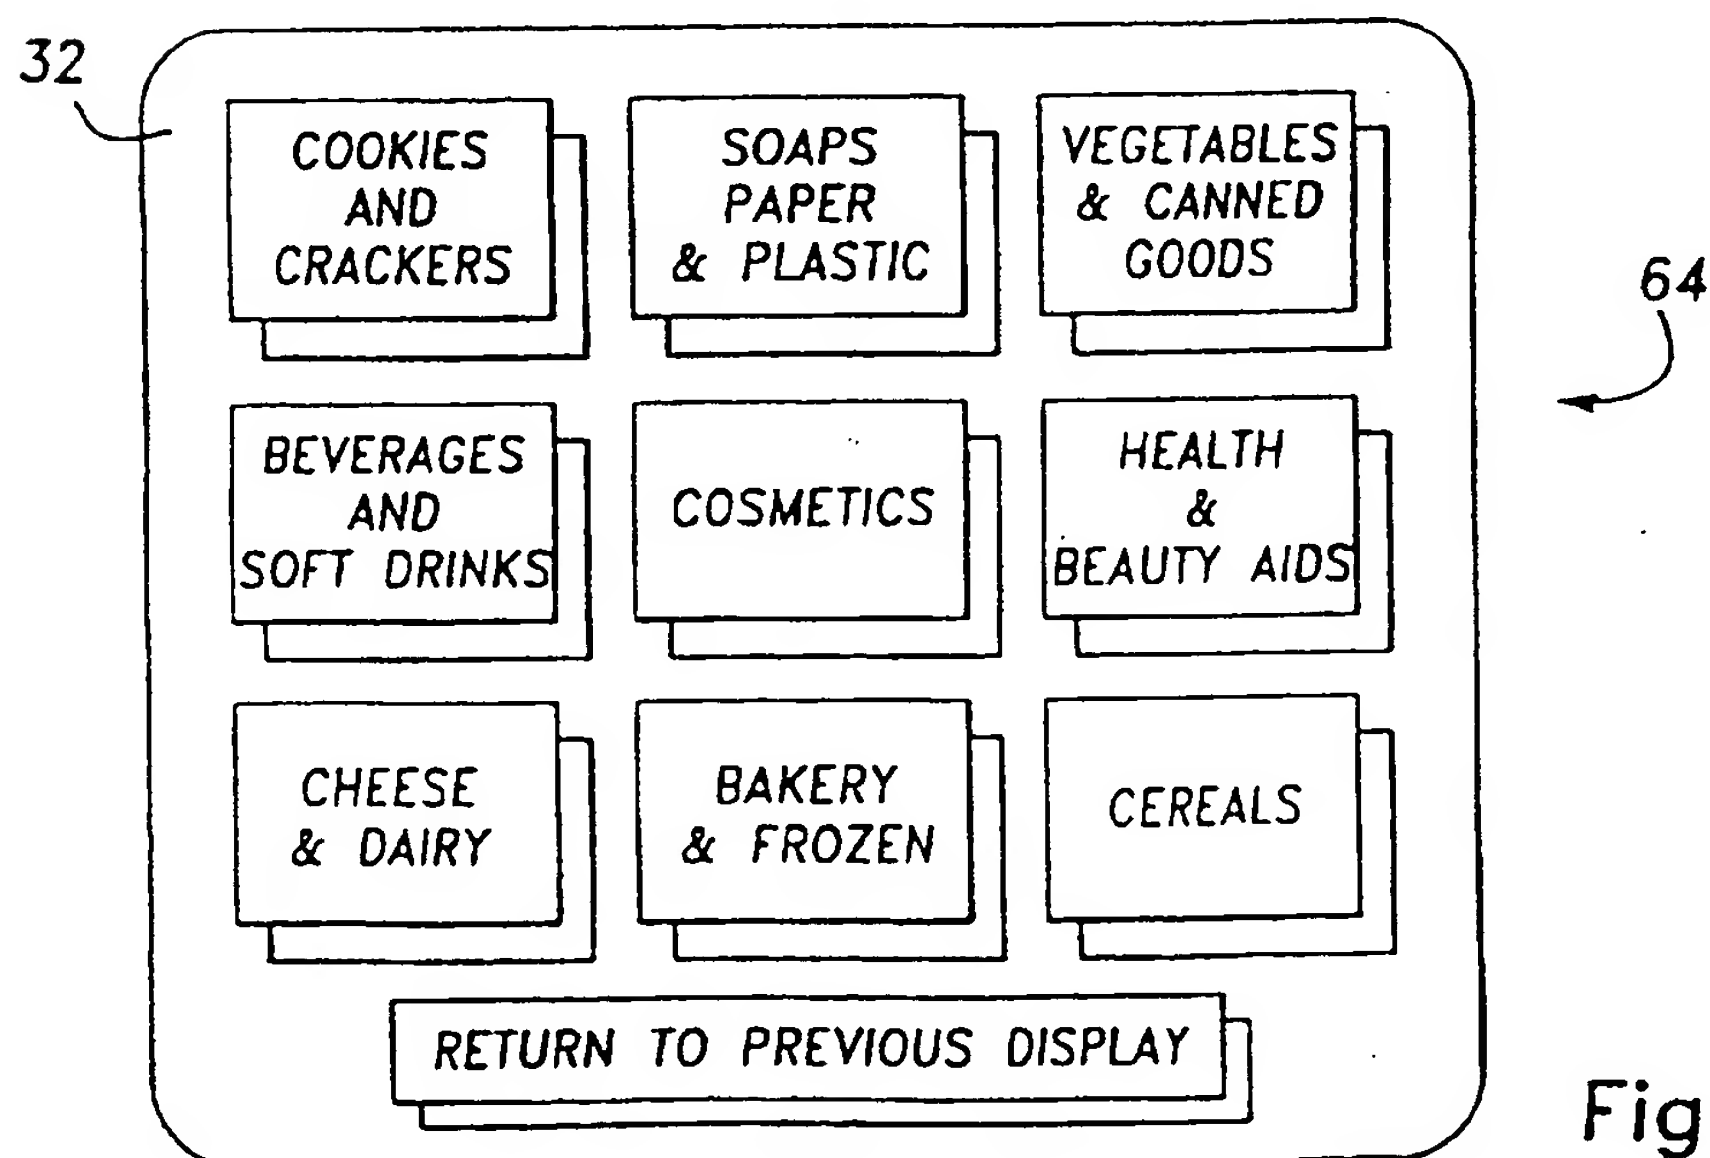 32
COOKIES
AND
CRACKERS
SOAPS
PAPER
& PLASTIC
VEGETABLES
& CANNED
GOODS
64
BEVERAGES
AND
SOFT DRINKS
COSMETICS
HEALTH
&
BEAUTY AIDS
CHEESE
& DAIRY
BAKERY
& FROZEN
CEREALS
RETURN TO PREVIOUS DISPLAY
Fig